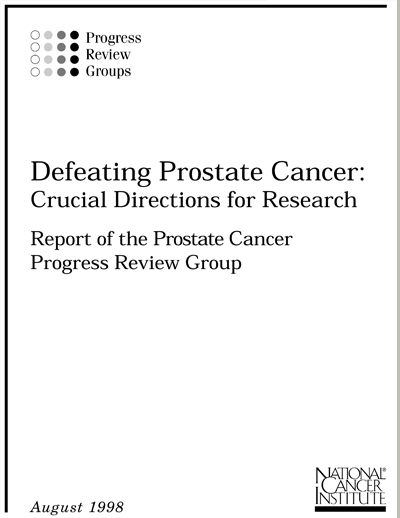 Progress
Review
Groups
Defeating Prostate Cancer:
Crucial Directions for Research
Report of the Prostate Cancer
Progress Review Group
NATIONAL®
CANCER
INSTITUTE
August 1998